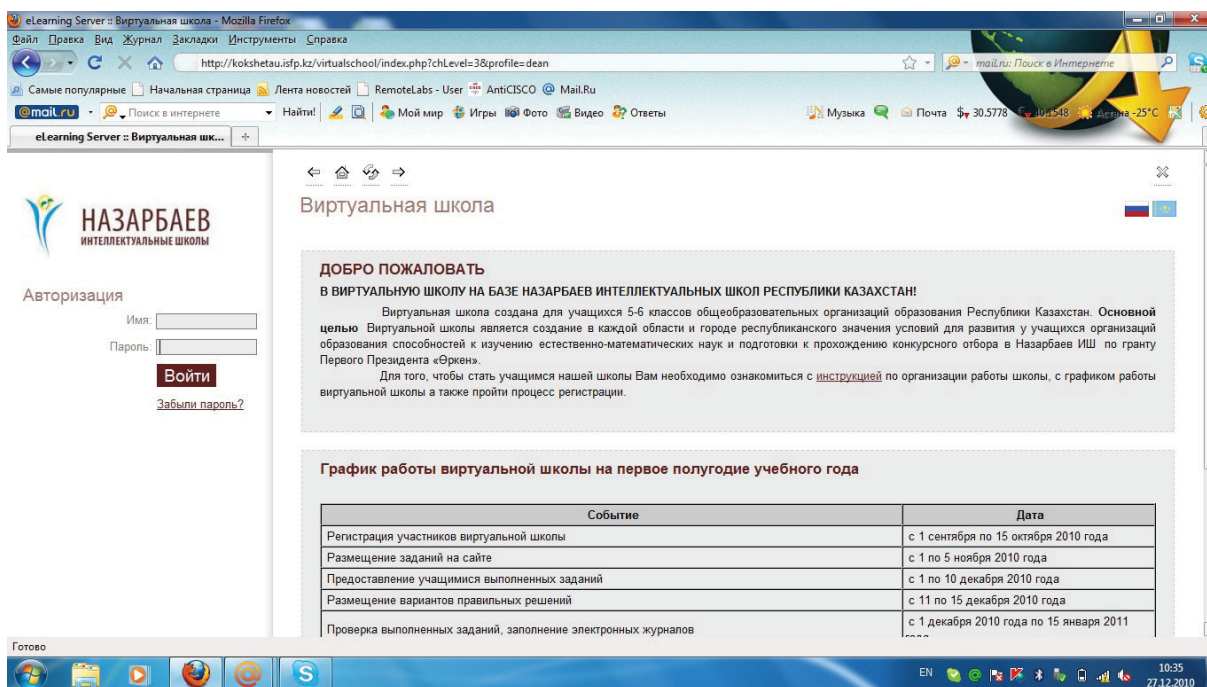 eLearning Server :: Виртуальная школа - Mozilla Firefox
Файл Правка Вид Журнал Закладки Инструменты Справка
http://kokshetau.isfp.kz/virtualschool/index.php?chLevel=3&profile=dean
mail.ru: Поиск в Интернете
Самые популярные Начальная страница Лента новостей RemoteLabs - User AntiCISCO Mail.Ru
@mail.ru Поиск в интернете Найти! Мой мир Игры Фото Видео Ответы Музыка Почта 30.5778 Астана -25°C
eLearning Server :: Виртуальная шк...
НАЗАРБАЕВ
ИНТЕЛЛЕКТУАЛЬНЫЕ ШКОЛЫ
Авторизация
Имя:
Пароль:
Войти
Забыли пароль?
Виртуальная школа
ДОБРО ПОЖАЛОВАТЬ
В ВИРТУАЛЬНУЮ ШКОЛУ НА БАЗЕ НАЗАРБАЕВ ИНТЕЛЛЕКТУАЛЬНЫХ ШКОЛ РЕСПУБЛИКИ КАЗАХСТАН!
Виртуальная школа создана для учащихся 5-6 классов общеобразовательных организаций образования Республики Казахстан. Основной
целью Виртуальной школы является создание в каждой области и городе республиканского значения условий для развития у учащихся организаций
образования способностей к изучению естественно-математических наук и подготовки к прохождению конкурсного отбора в Назарбаев ИШ по гранту
Первого Президента «Өркен».
Для того, чтобы стать учащимся нашей школы Вам необходимо ознакомиться с инструкцией по организации работы школы, с графиком работы
виртуальной школы а также пройти процесс регистрации.
График работы виртуальной школы на первое полугодие учебного года
Событие Дата
Регистрация участников виртуальной школы с 1 сентября по 15 октября 2010 года
Размещение заданий на сайте с 1 по 5 ноября 2010 года
Предоставление учащимися выполненных заданий с 1 по 10 декабря 2010 года
Размещение вариантов правильных решений с 11 по 15 декабря 2010 года
Проверка выполненных заданий, заполнение электронных журналов с 1 декабря 2010 года по 15 января 2011
Готово
EN 10:35
27.12.2010